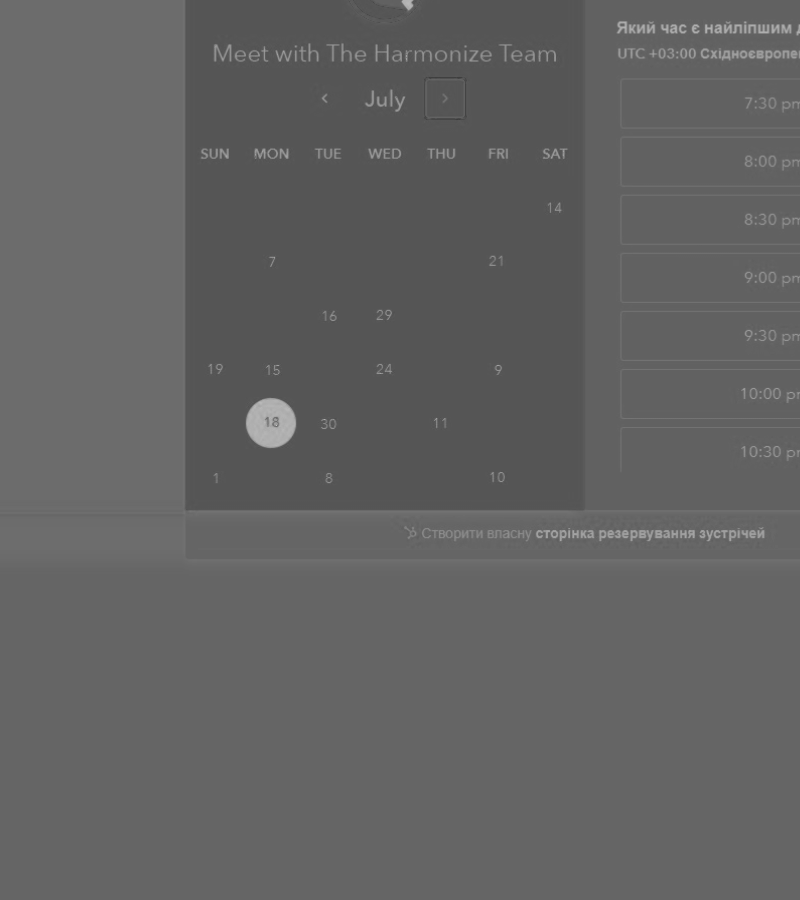 Meet with The Harmonize Team
July
SUN MON TUE WED THU FRI SAT
14
7 21
16 29
19 15 24 9
18 30 11
1 8 10
Який час є найліпшим
UTC +03:00
7:30 pm
8:00 pm
8:30 pm
9:00 pm
9:30 pm
10:00 pm
10:30 pm
Створити власну сторінка резервування зустрічей